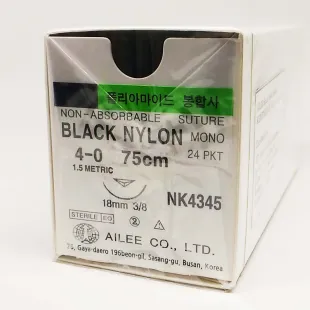 폴리아마이드 봉합사
NON-ABSORBABLE SUTURE
BLACK NYLON MONO
4-0 75cm 24 PKT
1.5 METRIC
18mm 3/8 NK4345
STERILE EO 2
AILEE CO., LTD.
75, Gaya-daero 196beon-gil, Sasang-gu, Busan, Korea